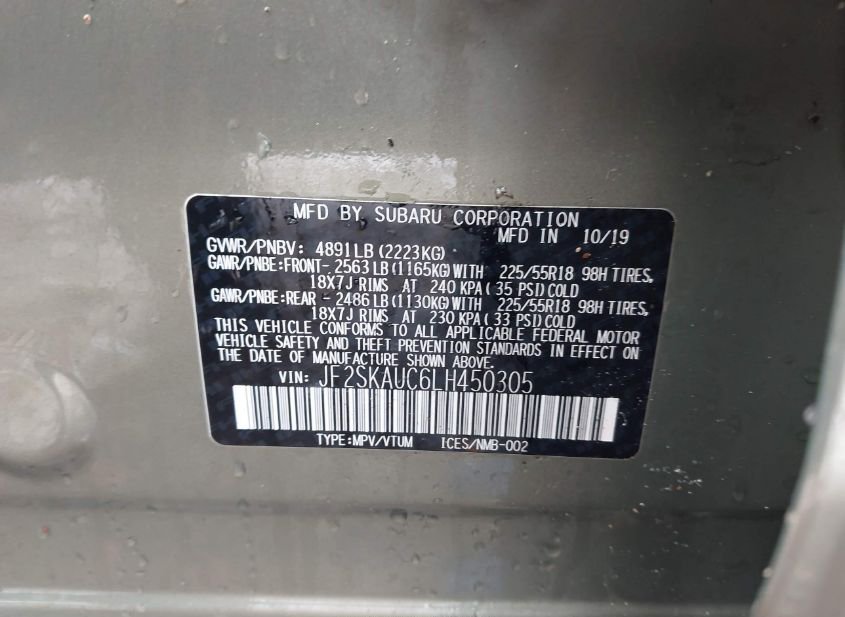 MFD BY SUBARU CORPORATION
MFD IN 10/19
GVWR/PNBV: 4891LB(2223KG)
GAWR/PNBE:FRONT- 2563LB(1165KG)WITH 225/55R18 98H TIRES,
18X7J RIMS AT 240 KPA(35 PSI)COLD
GAWR/PNBE:REAR - 2486LB(1130KG)WITH 225/55R18 98H TIRES,
18X7J RIMS AT 230 KPA(33 PSI)COLD
THIS VEHICLE CONFORMS TO ALL APPLICABLE FEDERAL MOTOR
VEHICLE SAFETY AND THEFT PREVENTION STANDARDS IN EFFECT ON
THE DATE OF MANUFACTURE SHOWN ABOVE.
VIN: JF2SKAUC6LH450305
TYPE:MPV/VTUM ICES/NMB-002